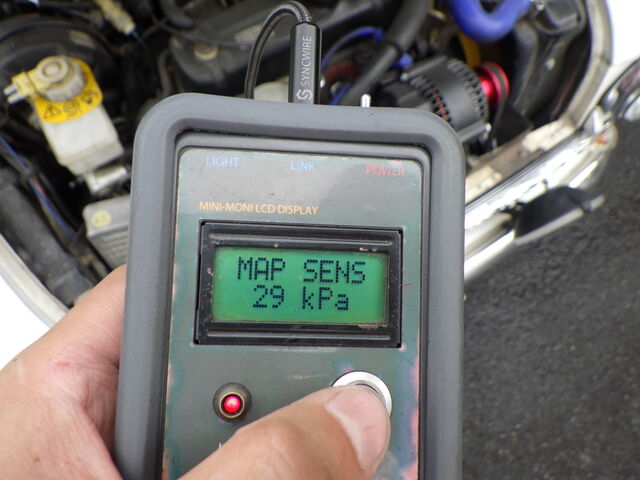 SYNCWIRE
LIGHT LINK POWER
MINI-MONI LCD DISPLAY
MAP SENS
29 kPa